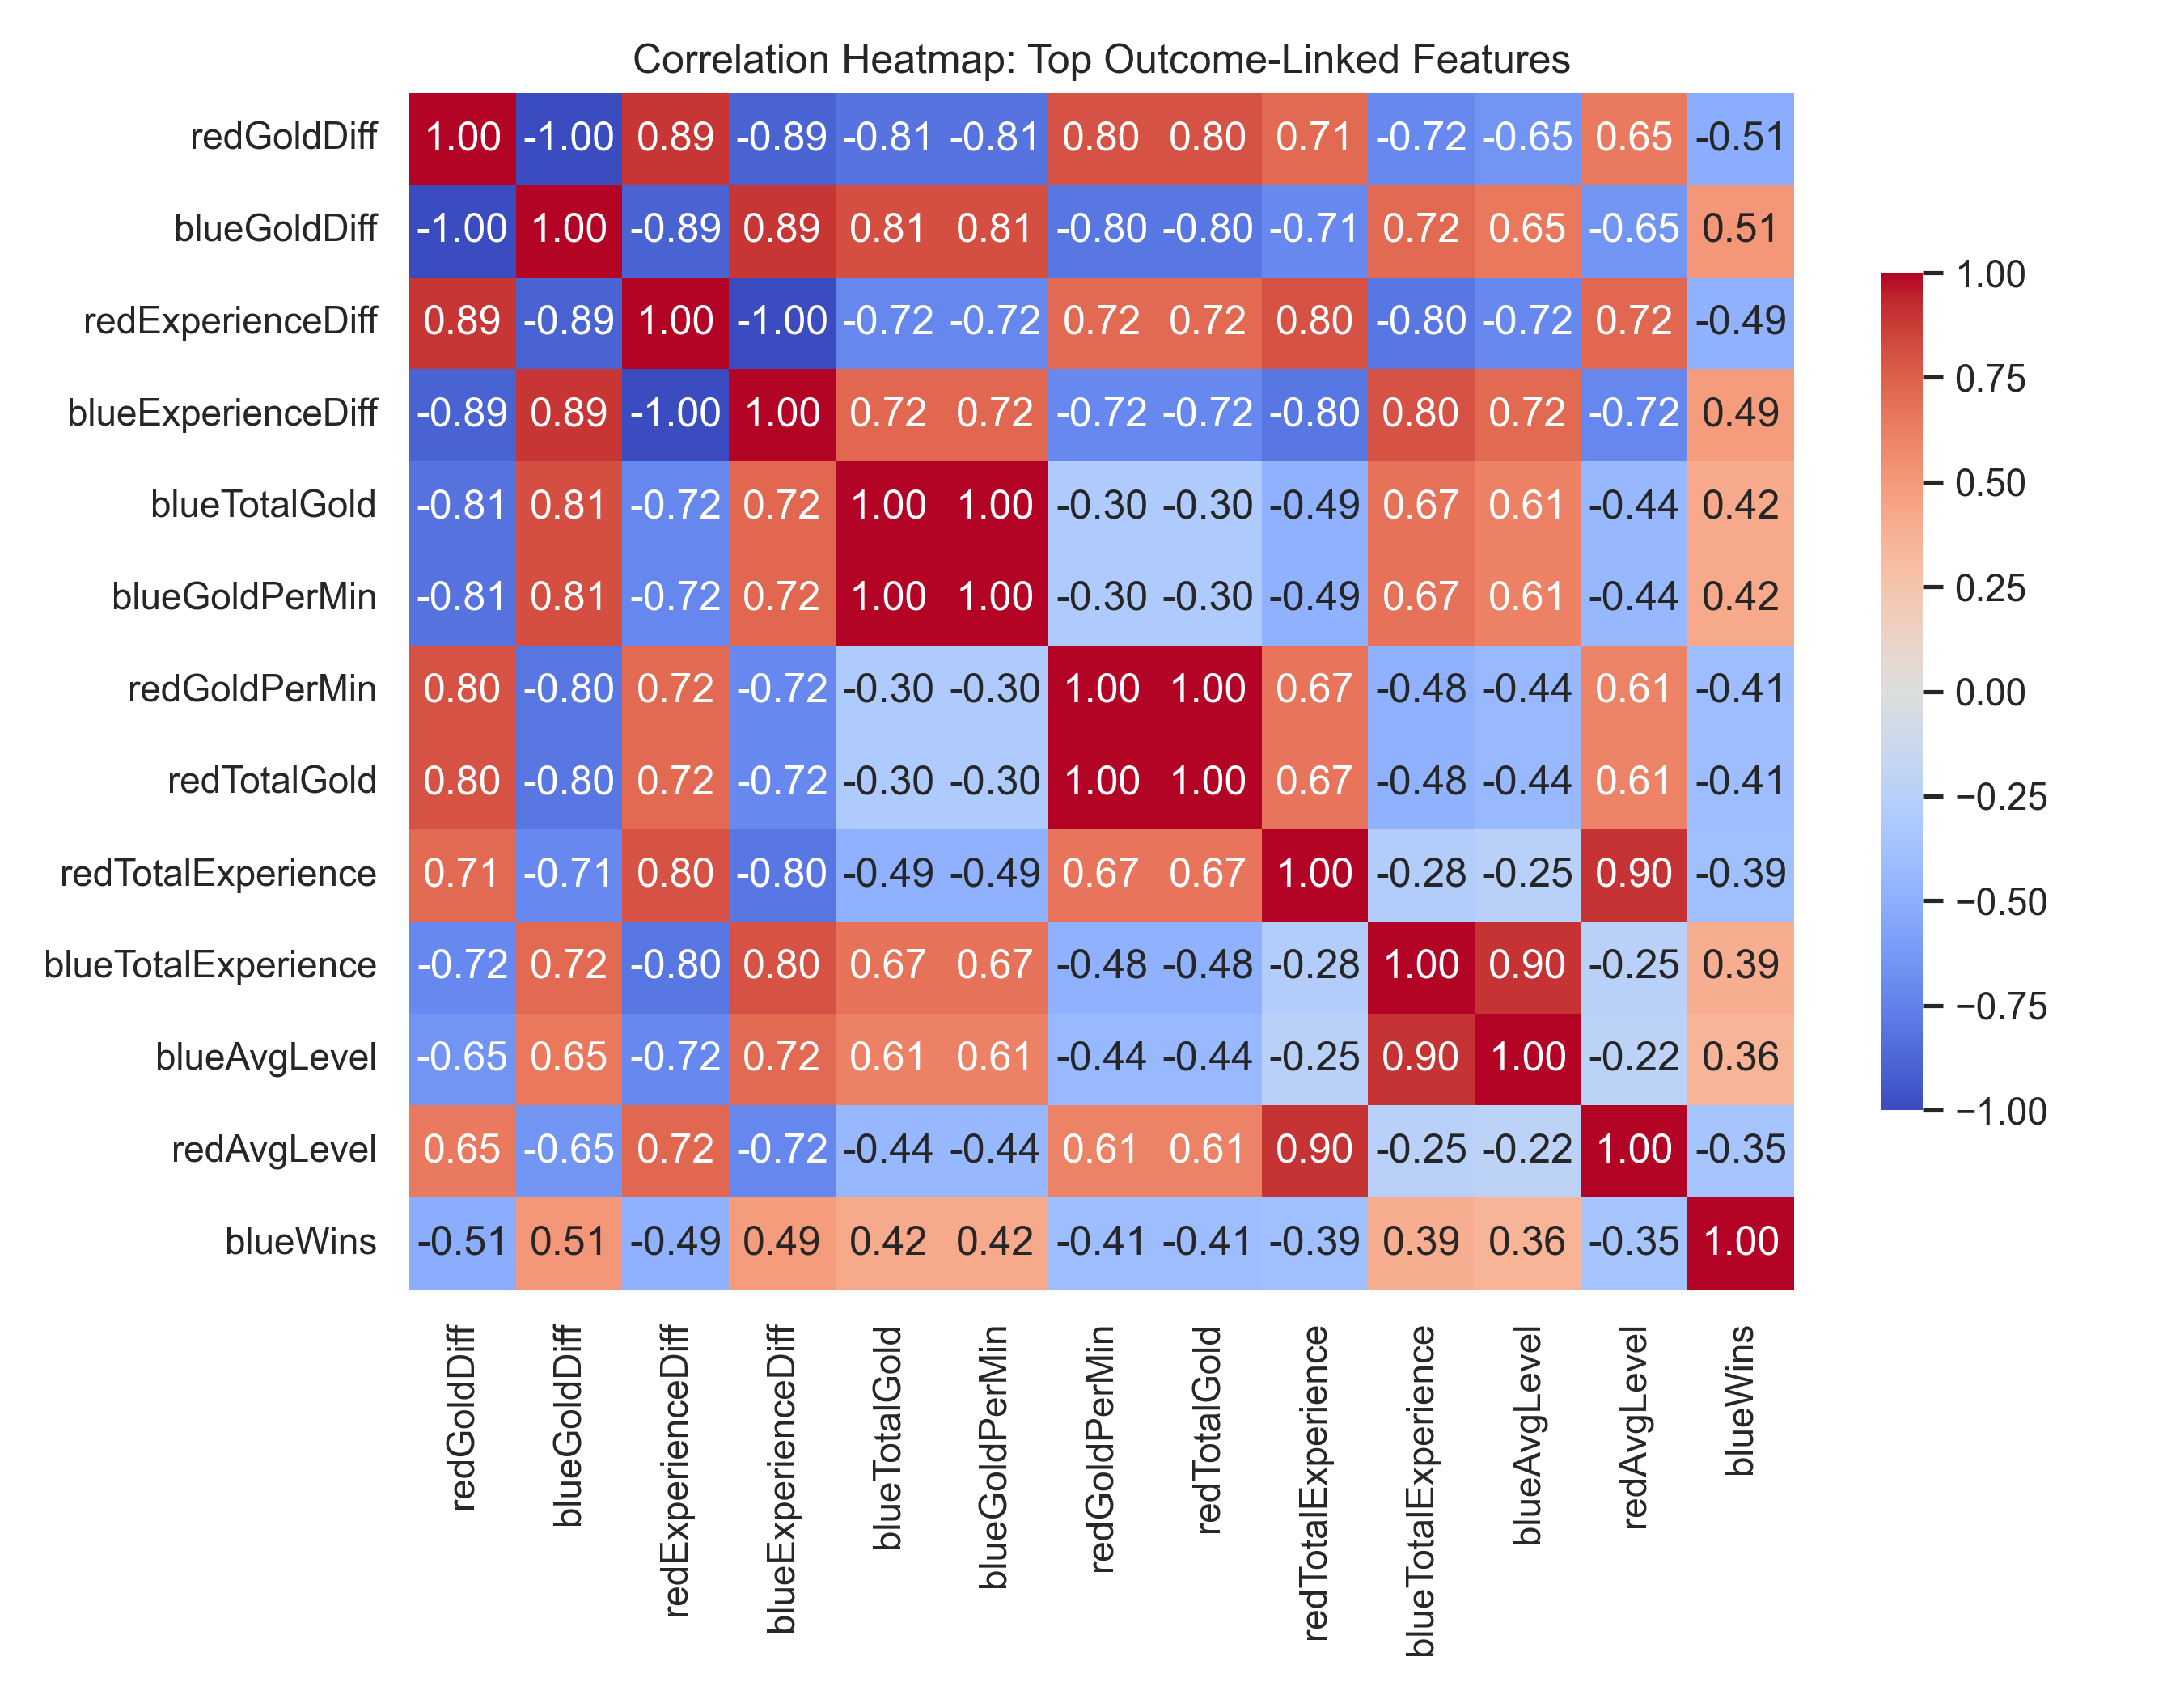 Correlation Heatmap: Top Outcome-Linked Features
redGoldDiff 1.00 -1.00 0.89 -0.89 -0.81 -0.81 0.80 0.80 0.71 -0.72 -0.65 0.65 -0.51
blueGoldDiff -1.00 1.00 -0.89 0.89 0.81 0.81 -0.80 -0.80 -0.71 0.72 0.65 -0.65 0.51
redExperienceDiff 0.89 -0.89 1.00 -1.00 -0.72 -0.72 0.72 0.72 0.80 -0.80 -0.72 0.72 -0.49
blueExperienceDiff -0.89 0.89 -1.00 1.00 0.72 0.72 -0.72 -0.72 -0.80 0.80 0.72 -0.72 0.49
blueTotalGold -0.81 0.81 -0.72 0.72 1.00 1.00 -0.30 -0.30 -0.49 0.67 0.61 -0.44 0.42
blueGoldPerMin -0.81 0.81 -0.72 0.72 1.00 1.00 -0.30 -0.30 -0.49 0.67 0.61 -0.44 0.42
redGoldPerMin 0.80 -0.80 0.72 -0.72 -0.30 -0.30 1.00 1.00 0.67 -0.48 -0.44 0.61 -0.41
redTotalGold 0.80 -0.80 0.72 -0.72 -0.30 -0.30 1.00 1.00 0.67 -0.48 -0.44 0.61 -0.41
redTotalExperience 0.71 -0.71 0.80 -0.80 -0.49 -0.49 0.67 0.67 1.00 -0.28 -0.25 0.90 -0.39
blueTotalExperience -0.72 0.72 -0.80 0.80 0.67 0.67 -0.48 -0.48 -0.28 1.00 0.90 -0.25 0.39
blueAvgLevel -0.65 0.65 -0.72 0.72 0.61 0.61 -0.44 -0.44 -0.25 0.90 1.00 -0.22 0.36
redAvgLevel 0.65 -0.65 0.72 -0.72 -0.44 -0.44 0.61 0.61 0.90 -0.25 -0.22 1.00 -0.35
blueWins -0.51 0.51 -0.49 0.49 0.42 0.42 -0.41 -0.41 -0.39 0.39 0.36 -0.35 1.00
redGoldDiff
blueGoldDiff
redExperienceDiff
blueExperienceDiff
blueTotalGold
blueGoldPerMin
redGoldPerMin
redTotalGold
redTotalExperience
blueTotalExperience
blueAvgLevel
redAvgLevel
blueWins
1.00
0.75
0.50
0.25
0.00
−0.25
−0.50
−0.75
−1.00